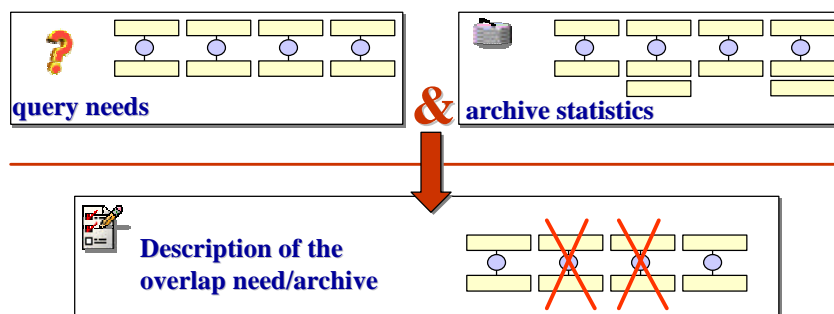 ?
query needs
&
archive statistics
Description of the
overlap need/archive